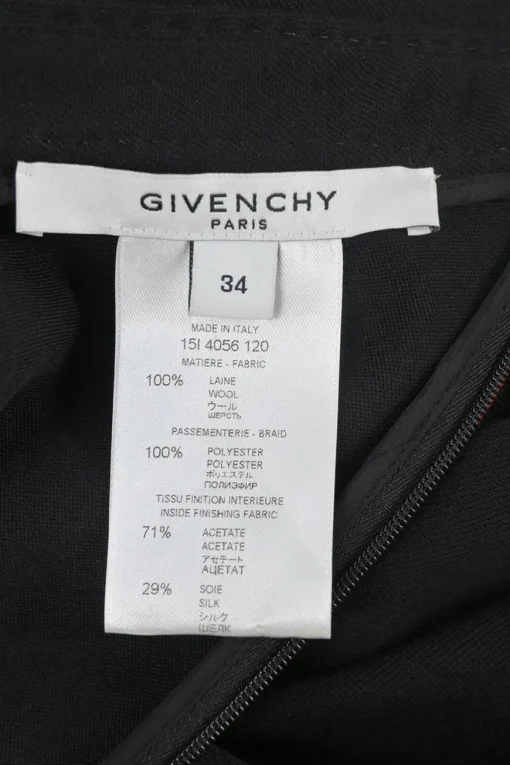 GIVENCHY
PARIS
34
MADE IN ITALY
15I 4056 120
MATIERE - FABRIC
100% LAINE
WOOL
ウール
ШЕРСТЬ
PASSEMENTERIE - BRAID
100% POLYESTER
POLYESTER
ポリエステル
ПОЛИЭФИР
TISSU FINITION INTERIEURE
INSIDE FINISHING FABRIC
71% ACETATE
ACETATE
アセテート
АЦЕТАТ
29% SOIE
SILK
シルク
ШЕЛК